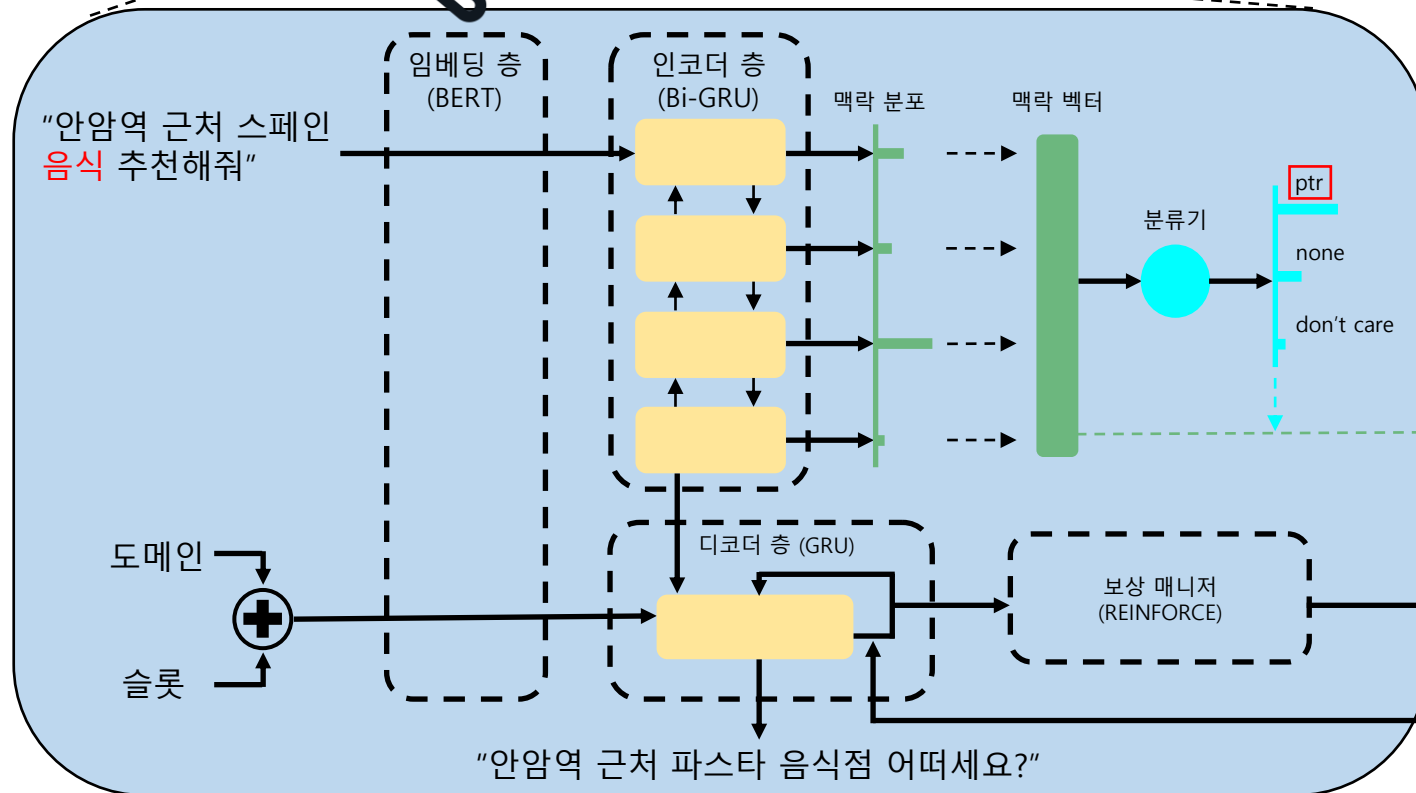 임베딩 층
(BERT)
인코더 층
(Bi-GRU)
맥락 분포
맥락 벡터
"안암역 근처 스페인
음식 추천해줘"
ptr
분류기
none
don't care
디코더 층 (GRU)
도메인
보상 매니저
(REINFORCE)
슬롯
"안암역 근처 파스타 음식점 어떠세요?"